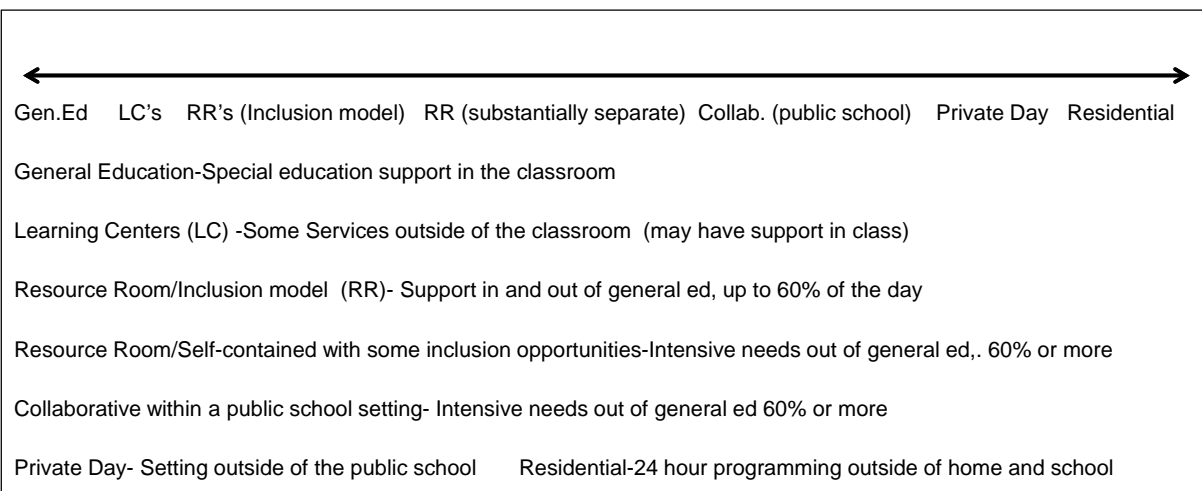 Gen.Ed LC's RR's (Inclusion model) RR (substantially separate) Collab. (public school) Private Day Residential
General Education-Special education support in the classroom
Learning Centers (LC) -Some Services outside of the classroom (may have support in class)
Resource Room/Inclusion model (RR)- Support in and out of general ed, up to 60% of the day
Resource Room/Self-contained with some inclusion opportunities-Intensive needs out of general ed,. 60% or more
Collaborative within a public school setting- Intensive needs out of general ed 60% or more
Private Day- Setting outside of the public school Residential-24 hour programming outside of home and school